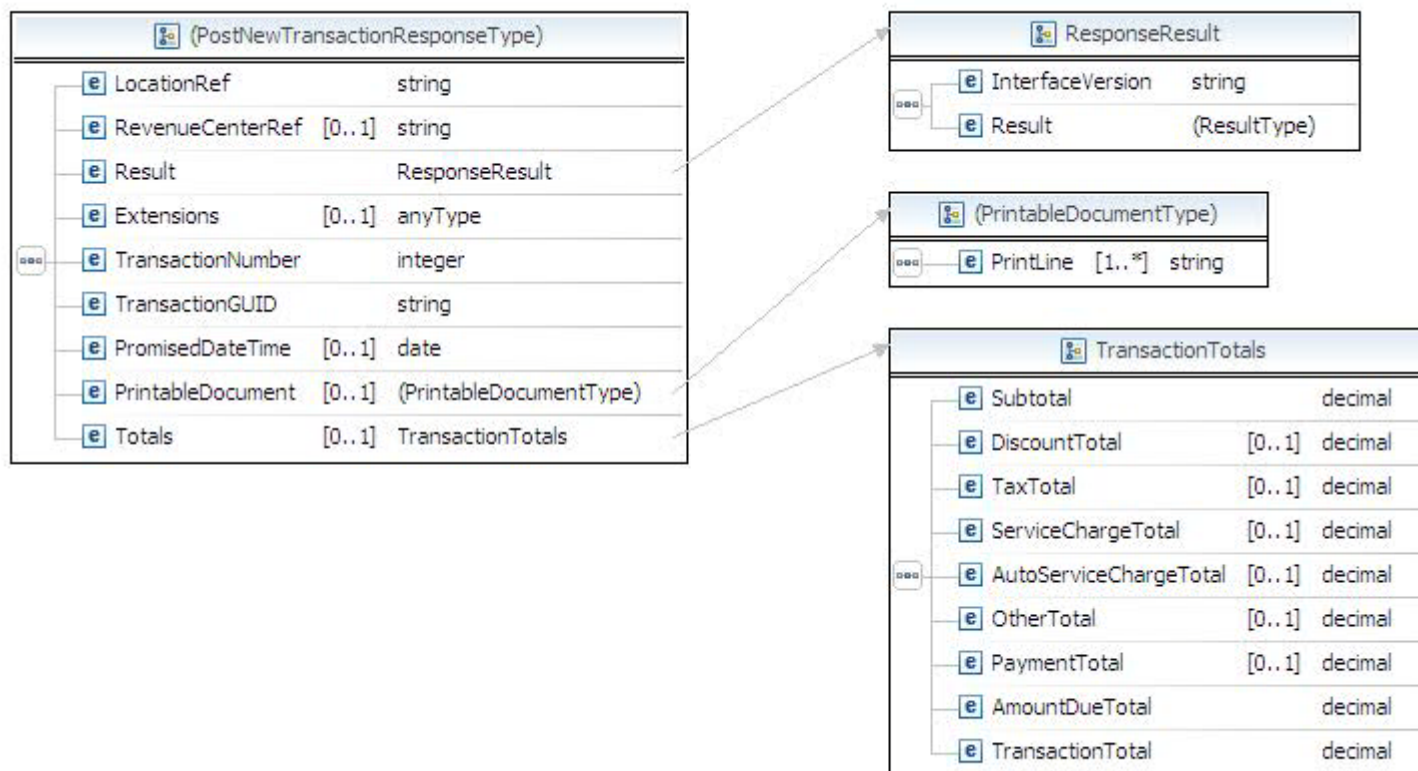 (PostNewTransactionResponseType)
e LocationRef string
e RevenueCenterRef [0..1] string
e Result ResponseResult
e Extensions [0..1] anyType
e TransactionNumber integer
e TransactionGUID string
e PromisedDateTime [0..1] date
e PrintableDocument [0..1] (PrintableDocumentType)
e Totals [0..1] TransactionTotals
ResponseResult
e InterfaceVersion string
e Result (ResultType)
(PrintableDocumentType)
e PrintLine [1..*] string
TransactionTotals
e Subtotal decimal
e DiscountTotal [0..1] decimal
e TaxTotal [0..1] decimal
e ServiceChargeTotal [0..1] decimal
e AutoServiceChargeTotal [0..1] decimal
e OtherTotal [0..1] decimal
e PaymentTotal [0..1] decimal
e AmountDueTotal decimal
e TransactionTotal decimal